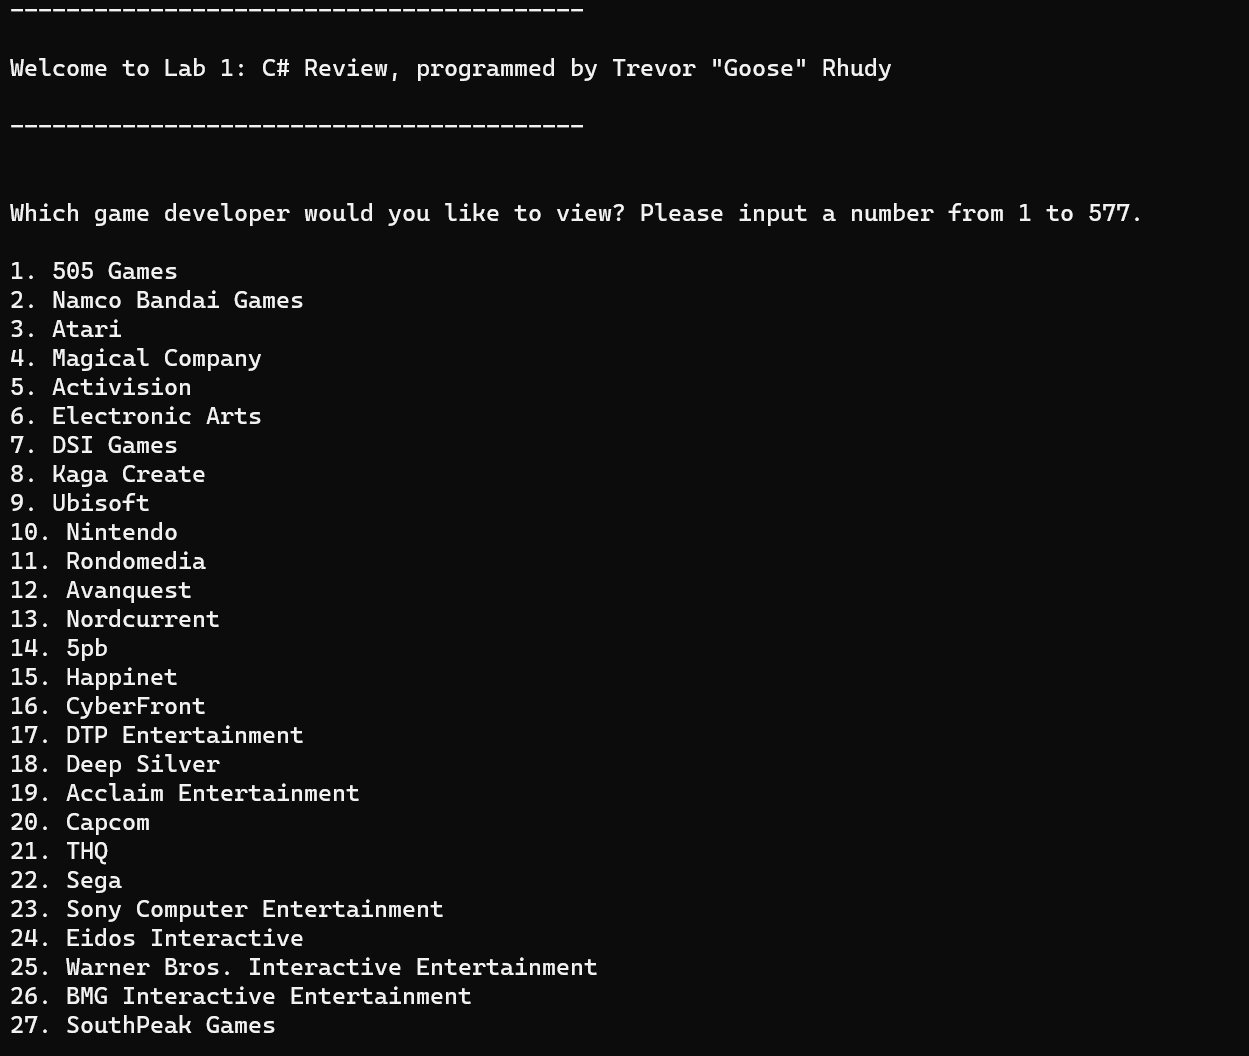 -----------------------------------------
Welcome to Lab 1: C# Review, programmed by Trevor "Goose" Rhudy
-----------------------------------------
Which game developer would you like to view? Please input a number from 1 to 577.
1. 505 Games
2. Namco Bandai Games
3. Atari
4. Magical Company
5. Activision
6. Electronic Arts
7. DSI Games
8. Kaga Create
9. Ubisoft
10. Nintendo
11. Rondomedia
12. Avanquest
13. Nordcurrent
14. 5pb
15. Happinet
16. CyberFront
17. DTP Entertainment
18. Deep Silver
19. Acclaim Entertainment
20. Capcom
21. THQ
22. Sega
23. Sony Computer Entertainment
24. Eidos Interactive
25. Warner Bros. Interactive Entertainment
26. BMG Interactive Entertainment
27. SouthPeak Games